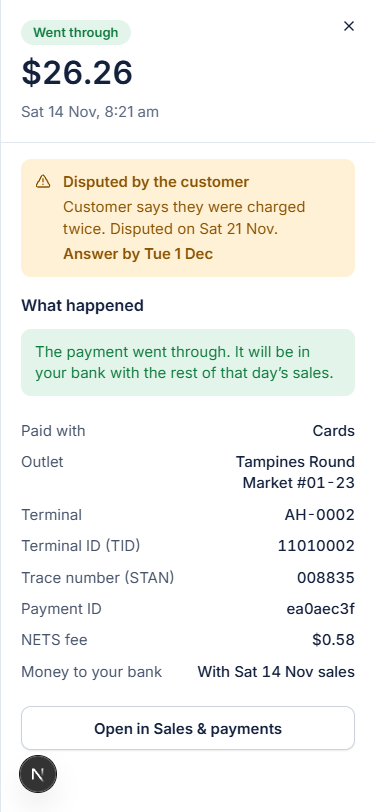 Went through
$26.26
Sat 14 Nov, 8:21 am
Disputed by the customer
Customer says they were charged
twice. Disputed on Sat 21 Nov.
Answer by Tue 1 Dec
What happened
The payment went through. It will be in
your bank with the rest of that day’s sales.
Paid with Cards
Outlet Tampines Round
Market #01-23
Terminal AH-0002
Terminal ID (TID) 11010002
Trace number (STAN) 008835
Payment ID ea0aec3f
NETS fee $0.58
Money to your bank With Sat 14 Nov sales
Open in Sales & payments
N